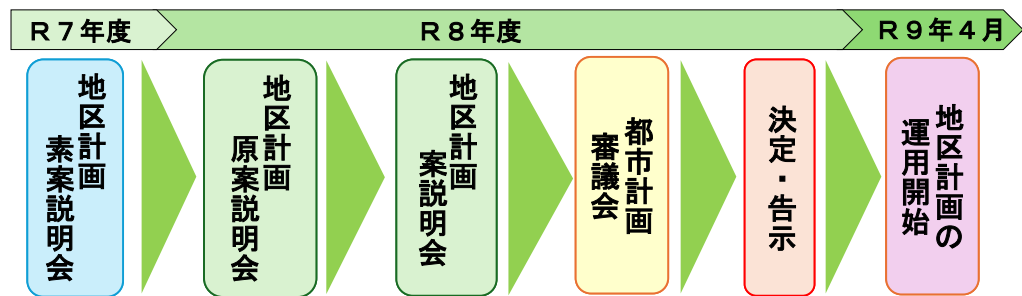 R7年度
R8年度
R9年4月
地区計画
素案説明会
地区計画
原案説明会
地区計画
案説明会
都市計画
審議会
決定・告示
地区計画の
運用開始